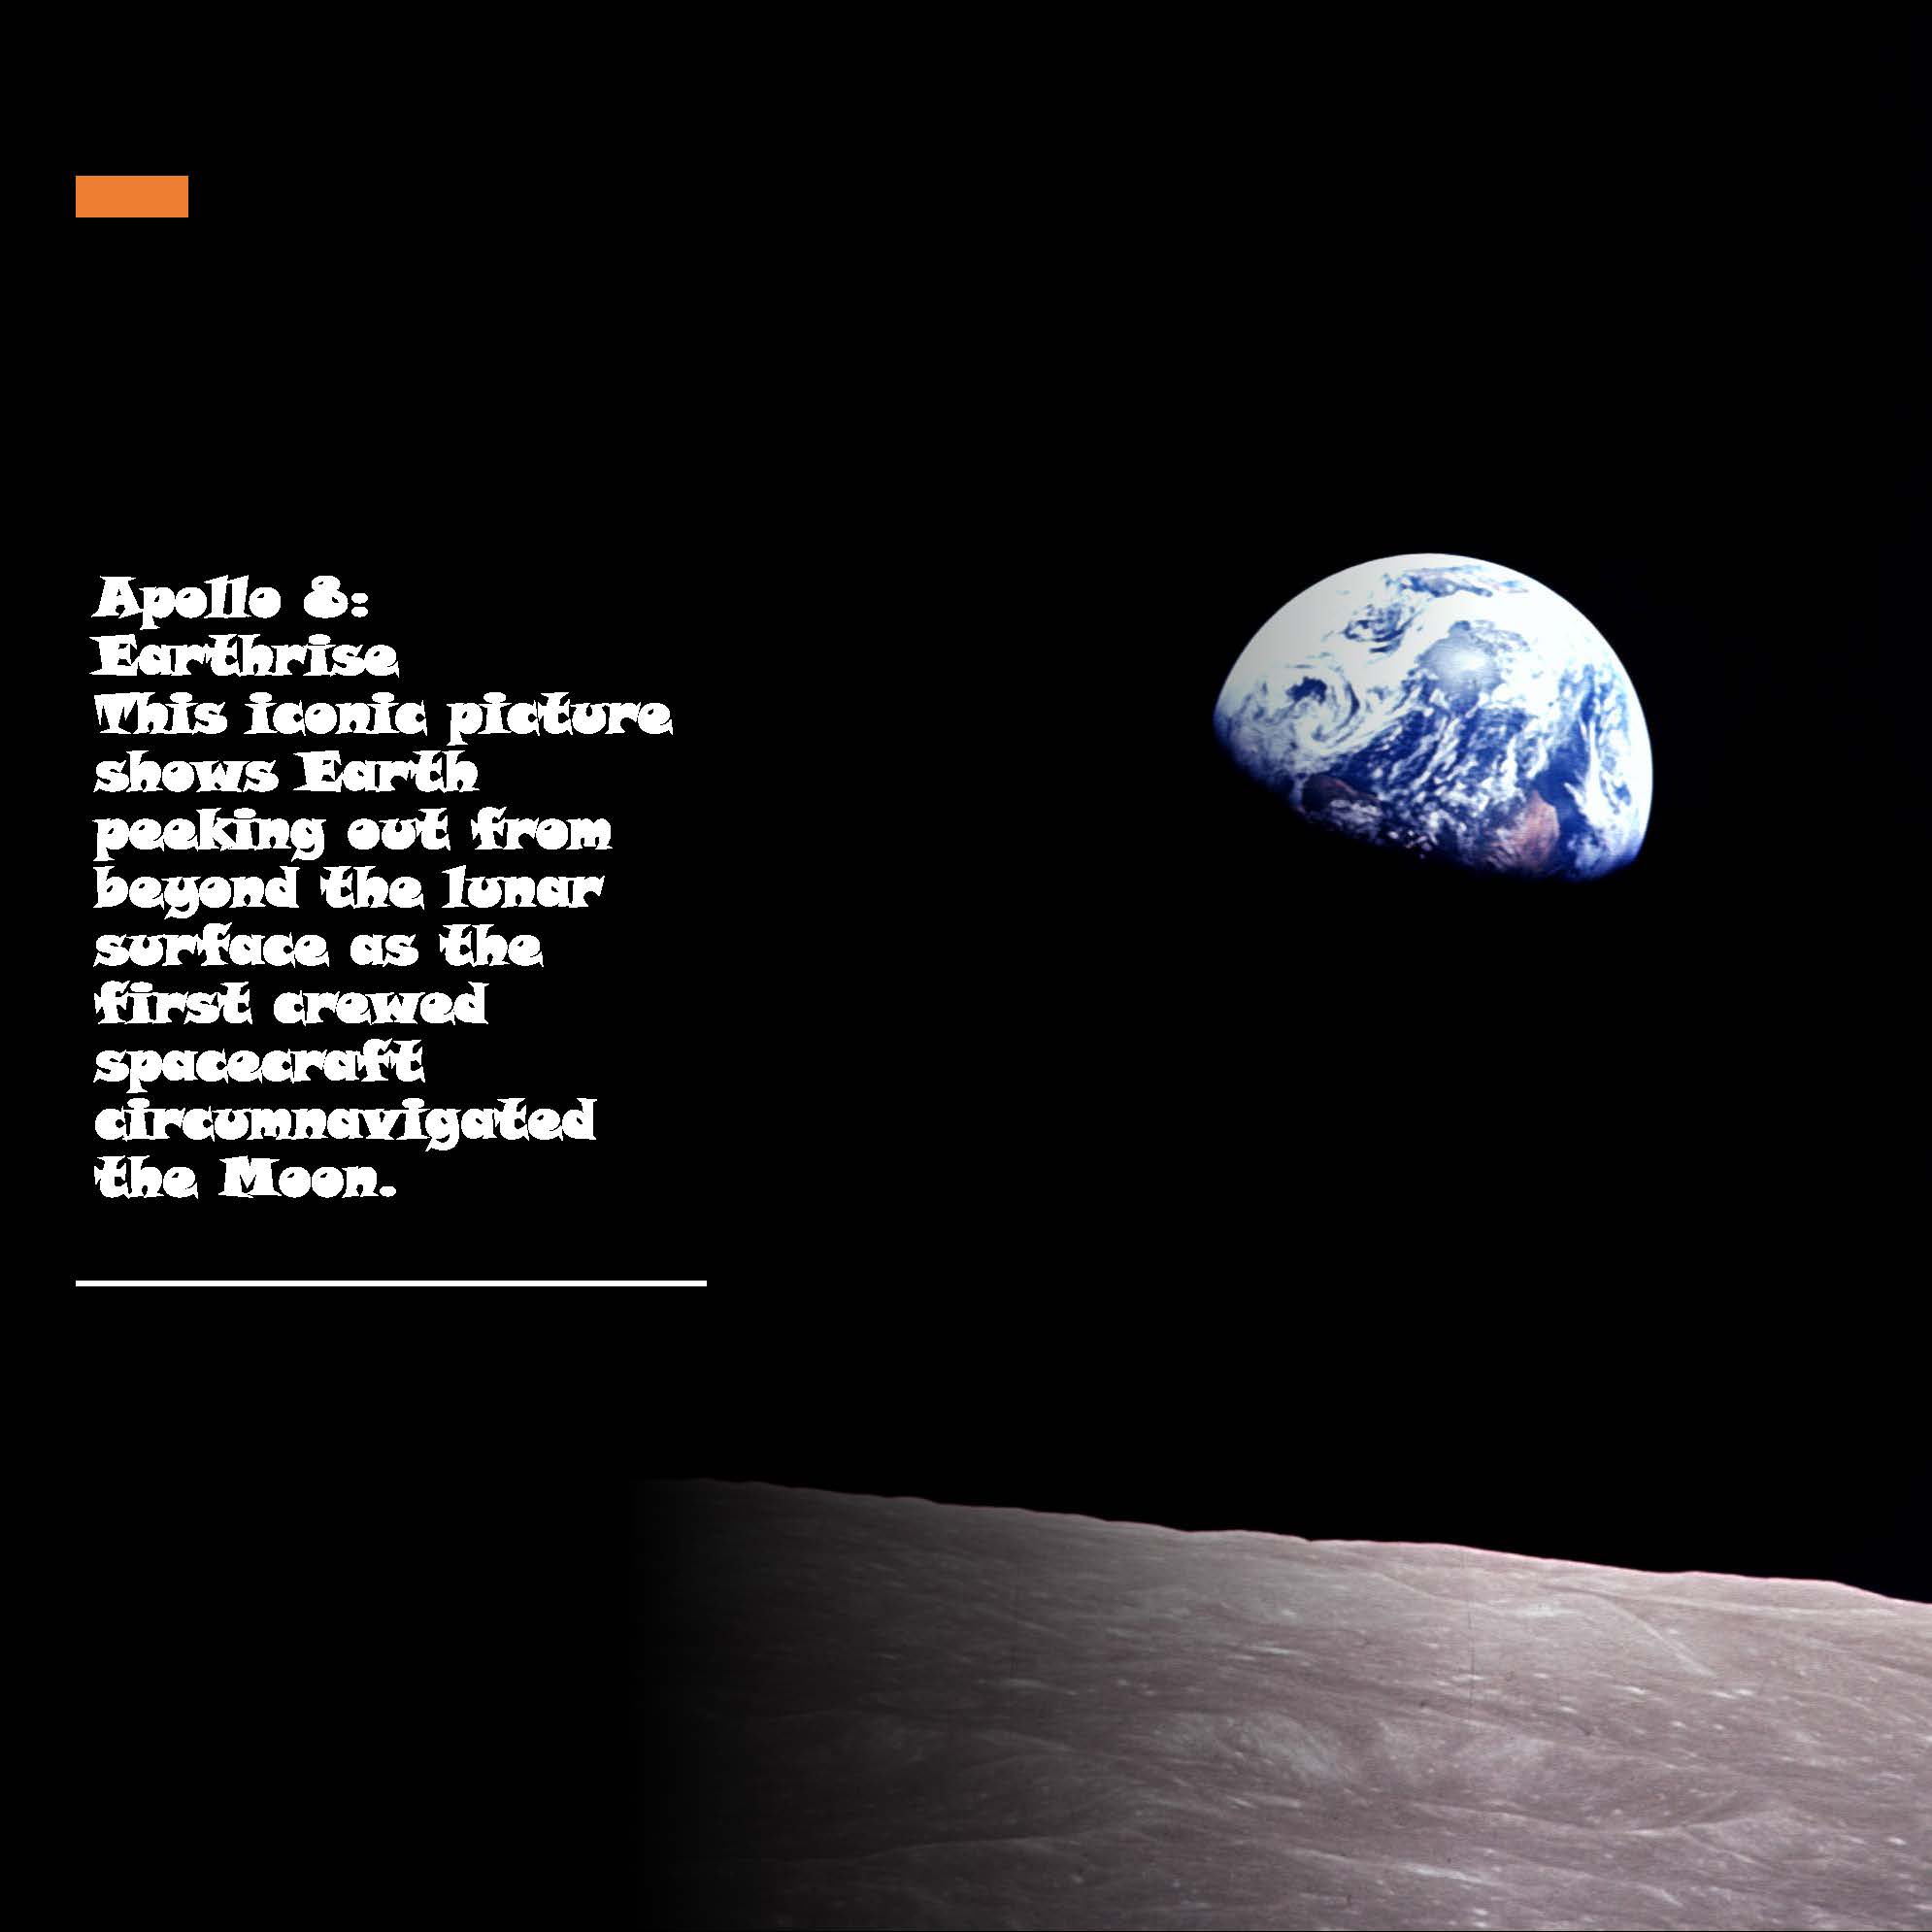 Apollo 8:
Earthrise
This iconic picture
shows Earth
peeking out from
beyond the lunar
surface as the
first crewed
spacecraft
circumnavigated
the Moon.